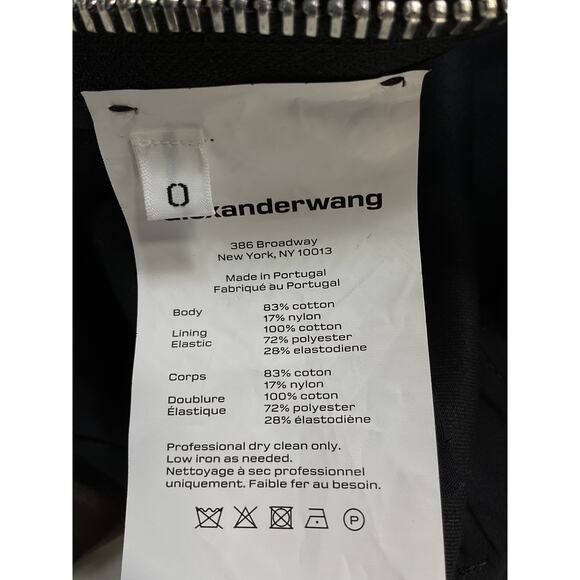 0
alexanderwang
386 Broadway
New York, NY 10013
Made in Portugal
Fabriqué au Portugal
Body 83% cotton
17% nylon
Lining 100% cotton
Elastic 72% polyester
28% elastodiene
Corps 83% coton
17% nylon
Doublure 100% coton
Élastique 72% polyester
28% élastodiène
Professional dry clean only.
Low iron as needed.
Nettoyage à sec professionnel
uniquement. Faible fer au besoin.
P